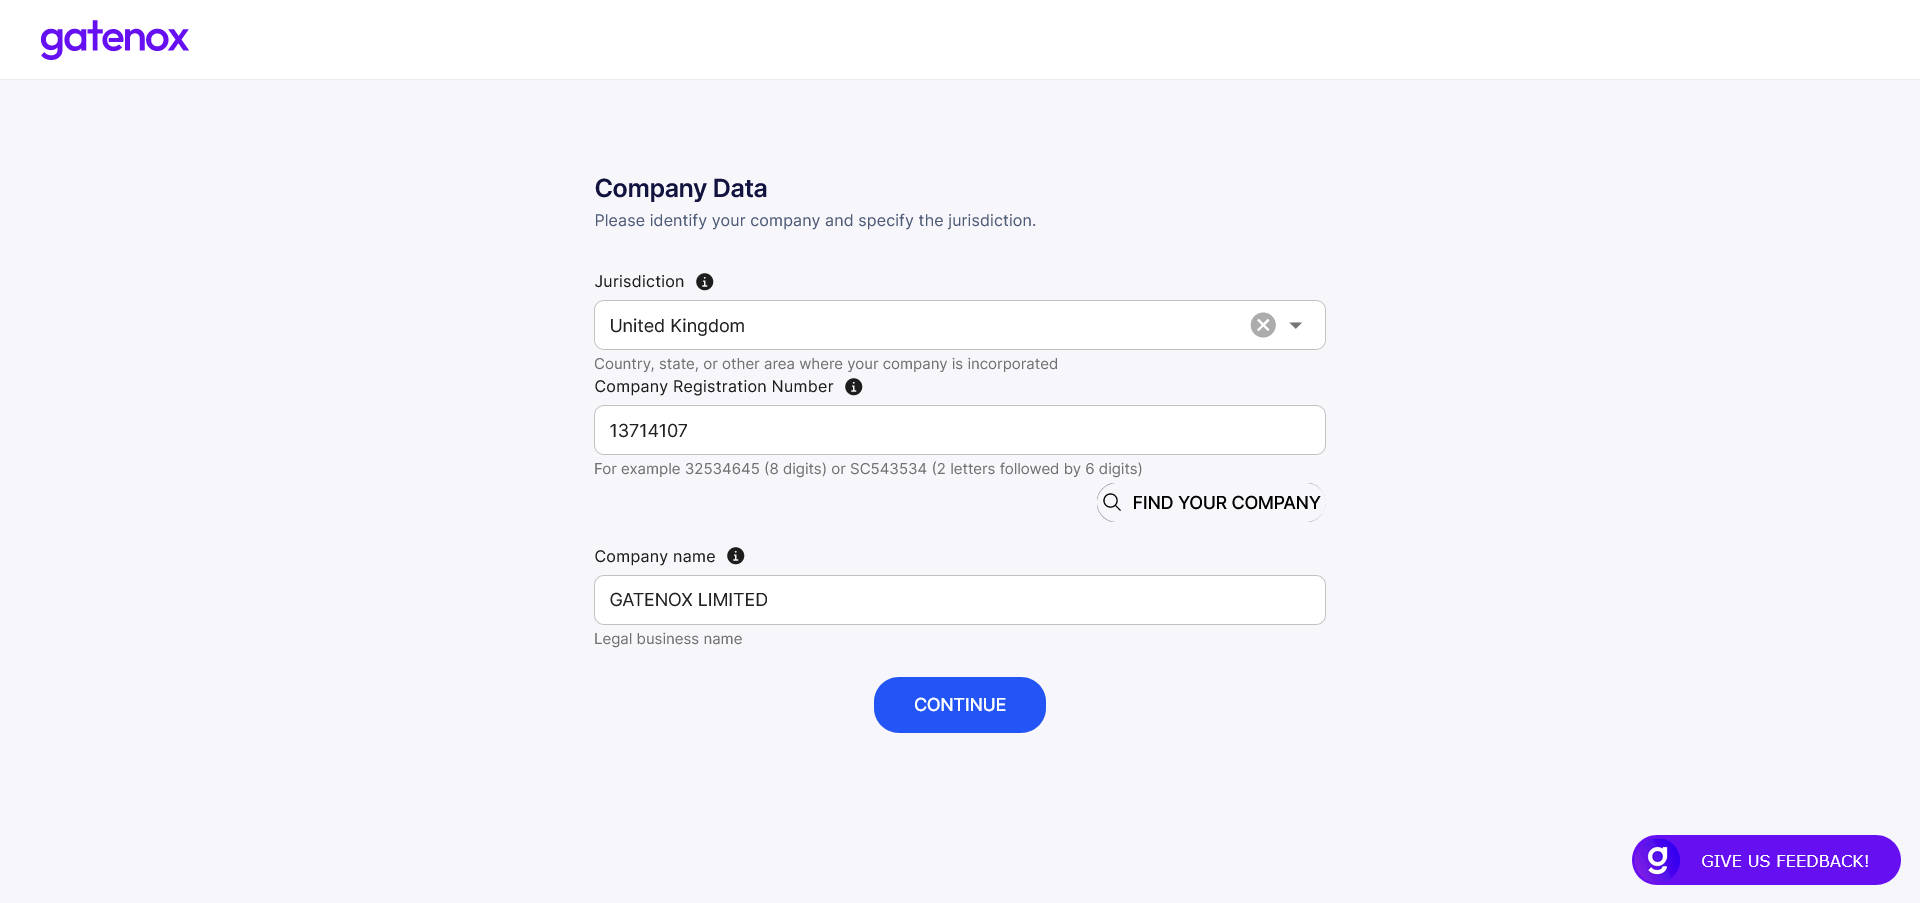 gatenox
Company Data
Please identify your company and specify the jurisdiction.
Jurisdiction
United Kingdom
Country, state, or other area where your company is incorporated
Company Registration Number
13714107
For example 32534645 (8 digits) or SC543534 (2 letters followed by 6 digits)
FIND YOUR COMPANY
Company name
GATENOX LIMITED
Legal business name
CONTINUE
g GIVE US FEEDBACK!